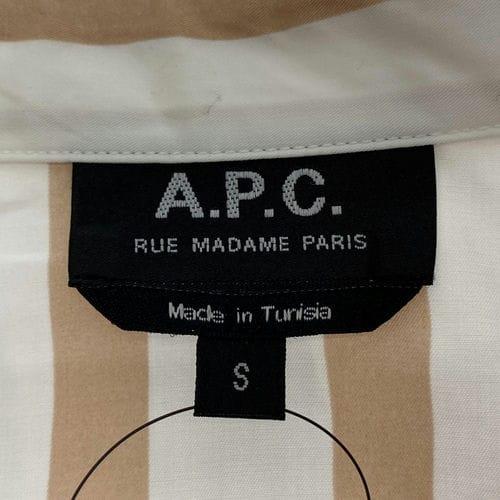 A.P.C.
RUE MADAME PARIS
Made in Tunisia
S